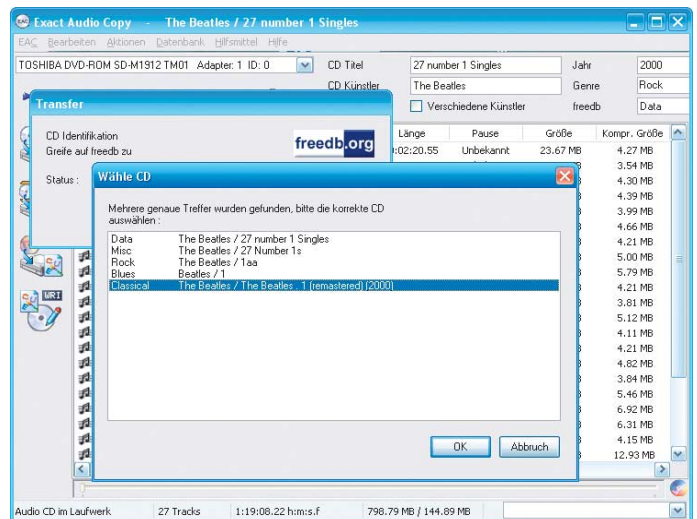 Exact Audio Copy - The Beatles / 27 number 1 Singles
EAC Bearbeiten Aktionen Datenbank Hilfsmittel Hilfe
TOSHIBA DVD-ROM SD-M1912 TM01 Adapter: 1 ID: 0
CD Titel 27 number 1 Singles Jahr 2000
CD Künstler The Beatles Genre Rock
Verschiedene Künstler freedb Data
Transfer
CD Identifikation
Greife auf freedb zu
freedb.org
Status :
Länge Pause Größe Kompr. Größe
:02:20.55 Unbekannt 23.67 MB 4.27 MB
3.54 MB
4.30 MB
4.39 MB
3.99 MB
4.66 MB
4.21 MB
5.00 MB
5.79 MB
4.21 MB
3.81 MB
5.12 MB
4.11 MB
4.21 MB
4.82 MB
3.84 MB
5.46 MB
6.92 MB
6.31 MB
4.15 MB
12.93 MB
Wähle CD
Mehrere genaue Treffer wurden gefunden, bitte die korrekte CD
auswählen :
Data The Beatles / 27 number 1 Singles
Misc The Beatles / 27 Number 1s
Rock The Beatles / 1aa
Blues Beatles / 1
Classical The Beatles / The Beatles . 1 (remastered) (2000)
OK Abbruch
WRI
Audio CD im Laufwerk 27 Tracks 1:19:08.22 h:m:s.f 798.79 MB / 144.89 MB